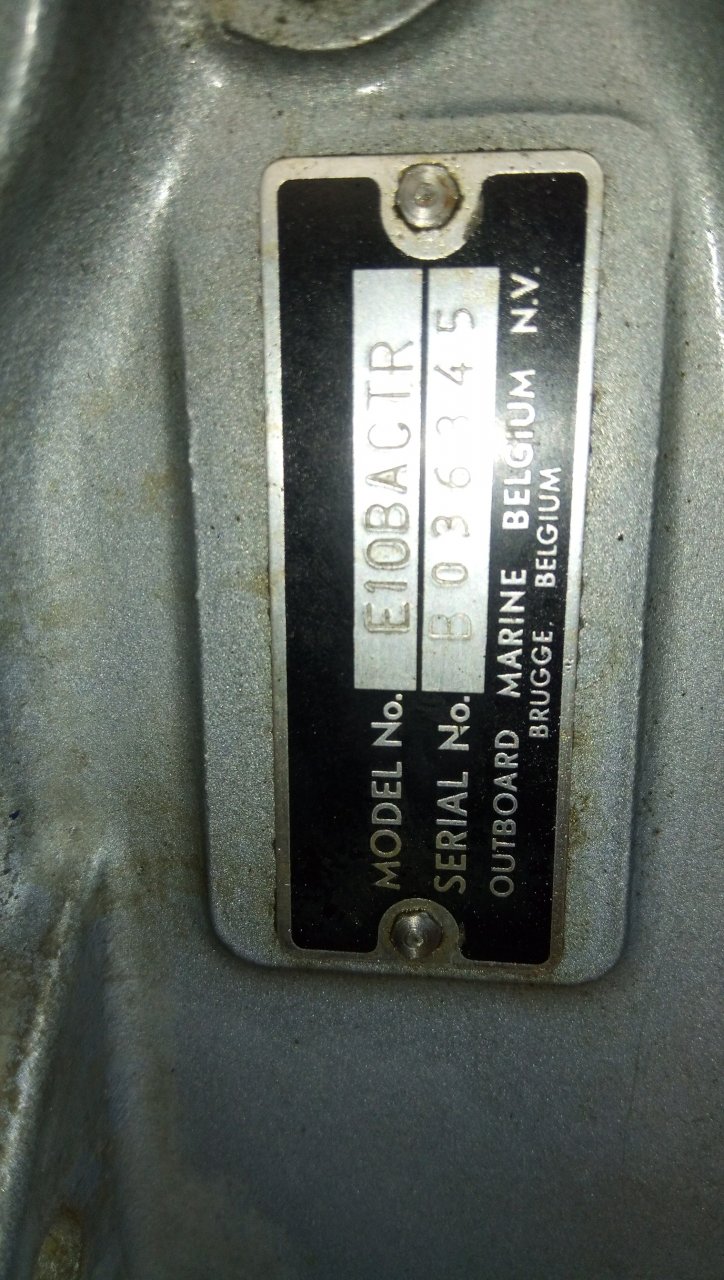 MODEL No. E10BACTR
SERIAL No. B036345
OUTBOARD MARINE BELGIUM N.V.
BRUGGE, BELGIUM